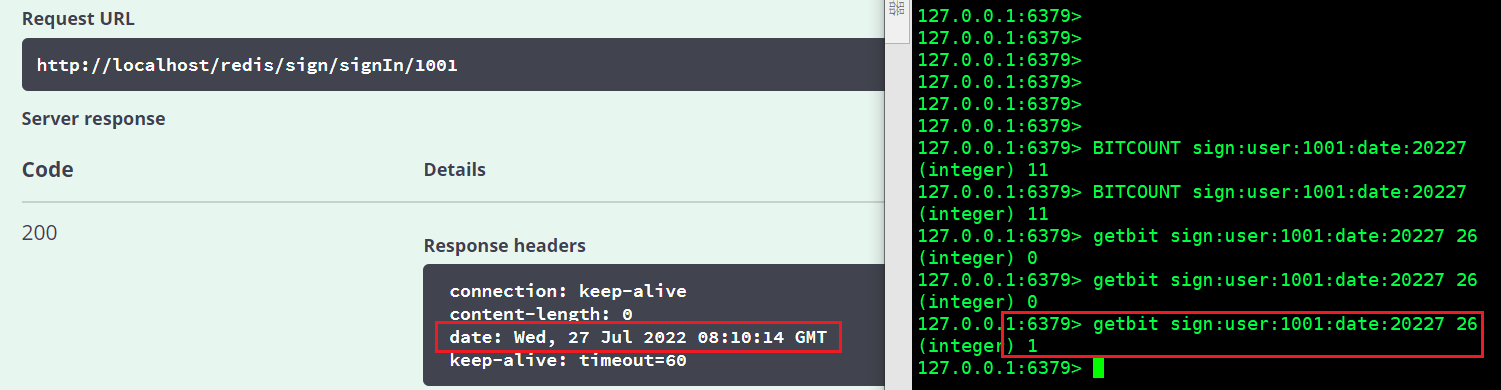 Request URL
http://localhost/redis/sign/signIn/1001
Server response
Code
Details
200
Response headers
connection: keep-alive
content-length: 0
date: Wed, 27 Jul 2022 08:10:14 GMT
keep-alive: timeout=60
器
127.0.0.1:6379>
127.0.0.1:6379>
127.0.0.1:6379>
127.0.0.1:6379>
127.0.0.1:6379>
127.0.0.1:6379>
127.0.0.1:6379> BITCOUNT sign:user:1001:date:20227
(integer) 11
127.0.0.1:6379> BITCOUNT sign:user:1001:date:20227
(integer) 11
127.0.0.1:6379> getbit sign:user:1001:date:20227 26
(integer) 0
127.0.0.1:6379> getbit sign:user:1001:date:20227 26
(integer) 0
127.0.0.1:6379> getbit sign:user:1001:date:20227 26
(integer) 1
127.0.0.1:6379>